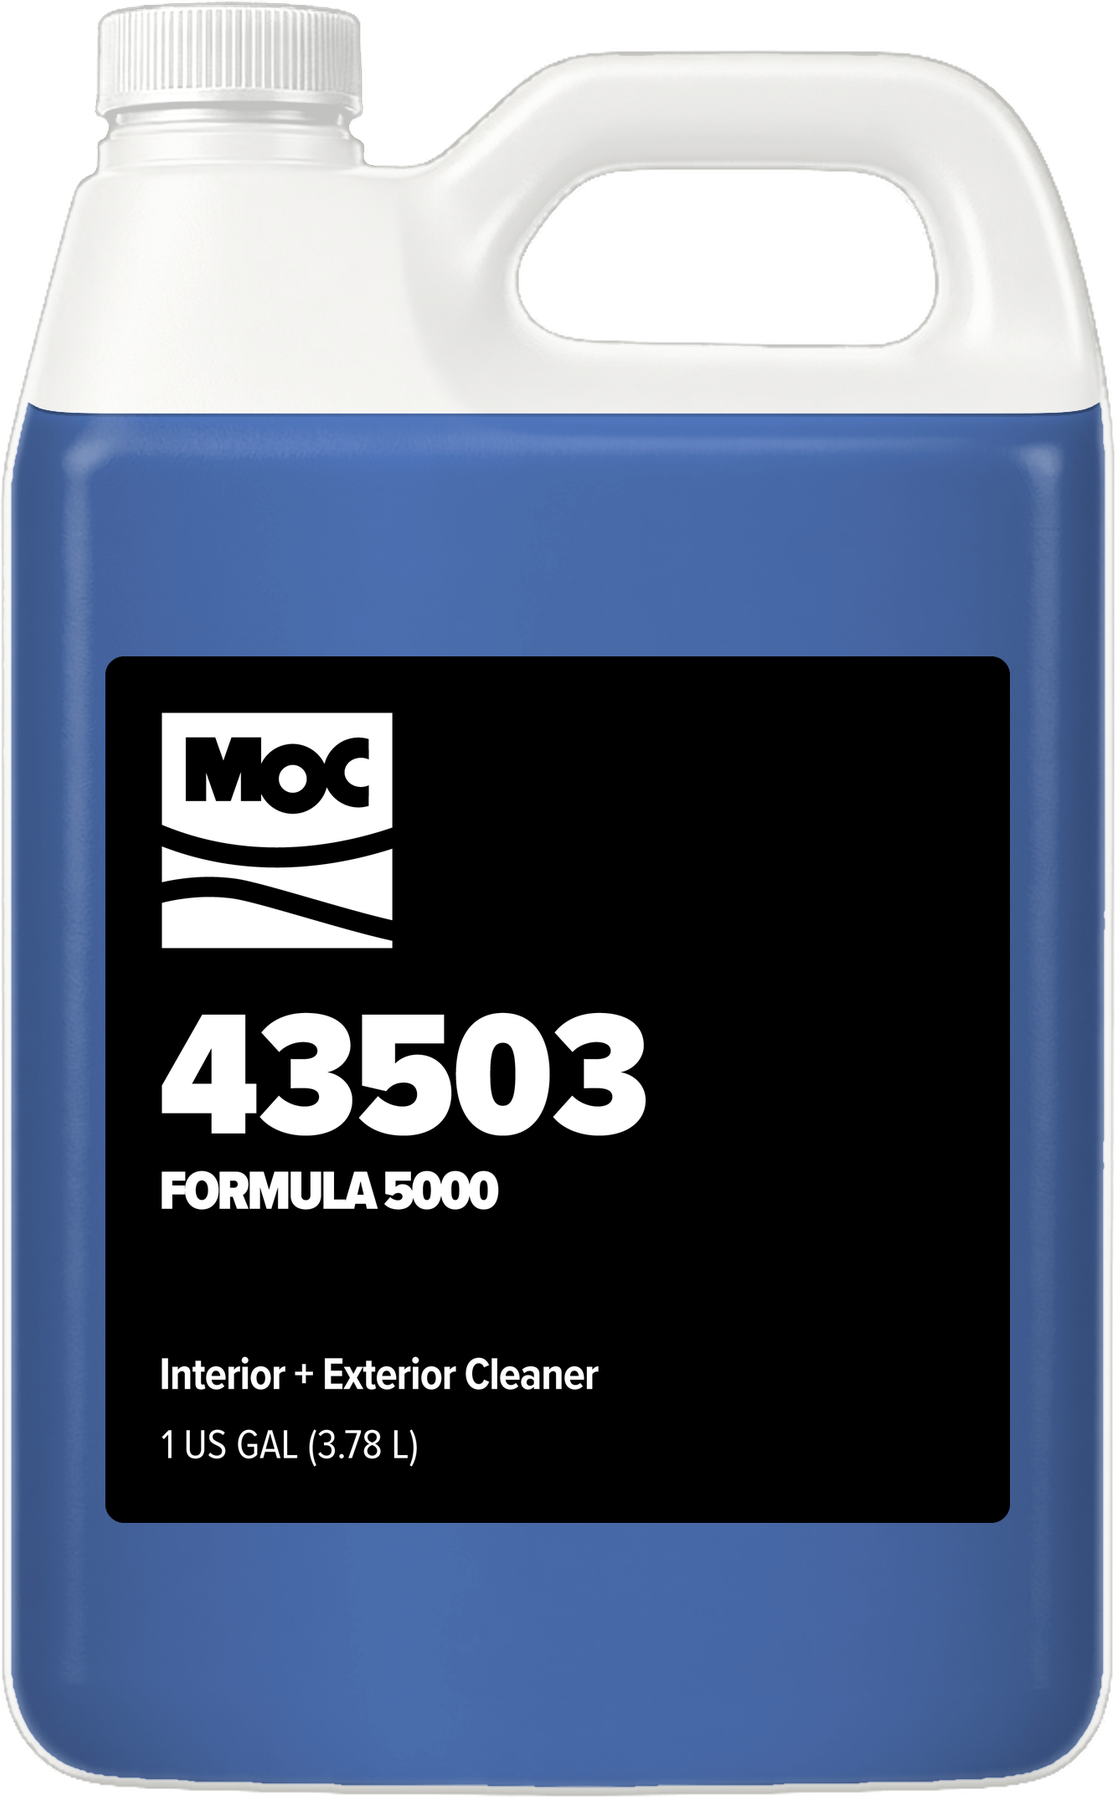 MOC
43503
FORMULA 5000
Interior + Exterior Cleaner
1 US GAL (3.78 L)